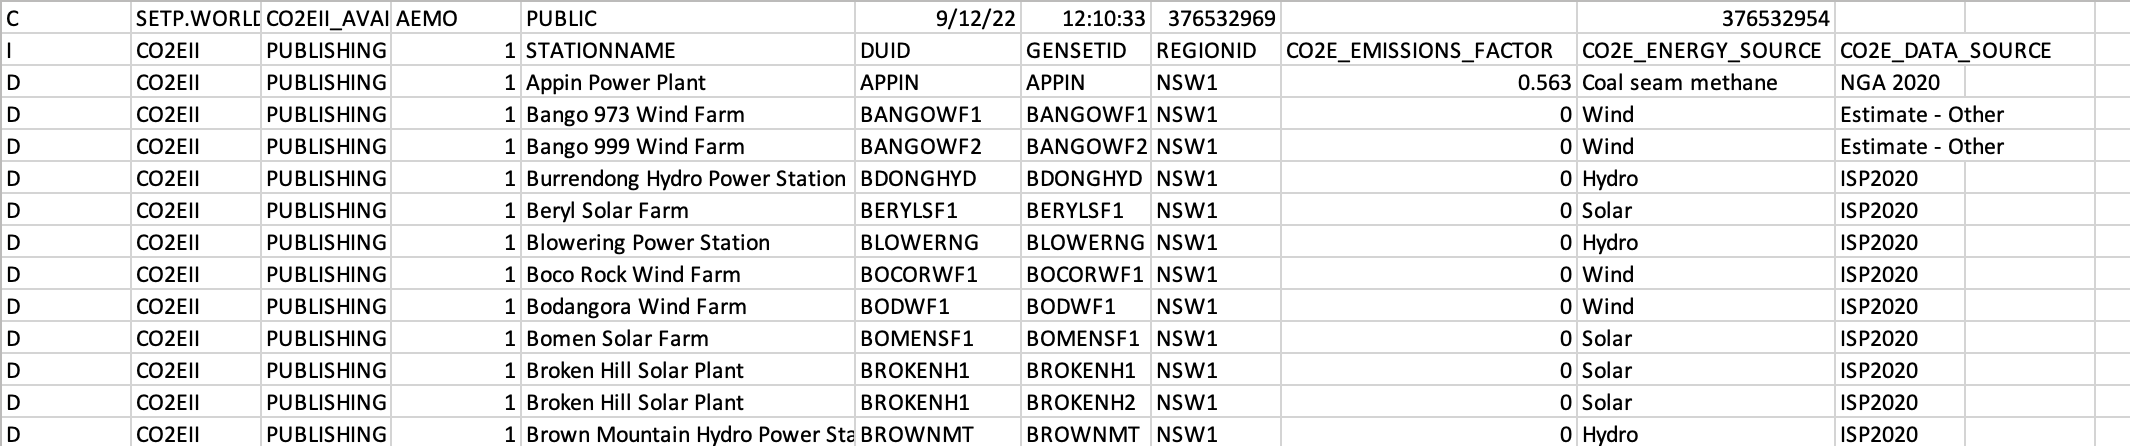 C SETP.WORLD CO2EII_AVAI AEMO PUBLIC 9/12/22 12:10:33 376532969 376532954
I CO2EII PUBLISHING 1 STATIONNAME DUID GENSETID REGIONID CO2E_EMISSIONS_FACTOR CO2E_ENERGY_SOURCE CO2E_DATA_SOURCE
D CO2EII PUBLISHING 1 Appin Power Plant APPIN APPIN NSW1 0.563 Coal seam methane NGA 2020
D CO2EII PUBLISHING 1 Bango 973 Wind Farm BANGOWF1 BANGOWF1 NSW1 0 Wind Estimate - Other
D CO2EII PUBLISHING 1 Bango 999 Wind Farm BANGOWF2 BANGOWF2 NSW1 0 Wind Estimate - Other
D CO2EII PUBLISHING 1 Burrendong Hydro Power Station BDONGHYD BDONGHYD NSW1 0 Hydro ISP2020
D CO2EII PUBLISHING 1 Beryl Solar Farm BERYLSF1 BERYLSF1 NSW1 0 Solar ISP2020
D CO2EII PUBLISHING 1 Blowering Power Station BLOWERNG BLOWERNG NSW1 0 Hydro ISP2020
D CO2EII PUBLISHING 1 Boco Rock Wind Farm BOCORWF1 BOCORWF1 NSW1 0 Wind ISP2020
D CO2EII PUBLISHING 1 Bodangora Wind Farm BODWF1 BODWF1 NSW1 0 Wind ISP2020
D CO2EII PUBLISHING 1 Bomen Solar Farm BOMENSF1 BOMENSF1 NSW1 0 Solar ISP2020
D CO2EII PUBLISHING 1 Broken Hill Solar Plant BROKENH1 BROKENH1 NSW1 0 Solar ISP2020
D CO2EII PUBLISHING 1 Broken Hill Solar Plant BROKENH1 BROKENH2 NSW1 0 Solar ISP2020
D CO2EII PUBLISHING 1 Brown Mountain Hydro Power Sta BROWNMT BROWNMT NSW1 0 Hydro ISP2020